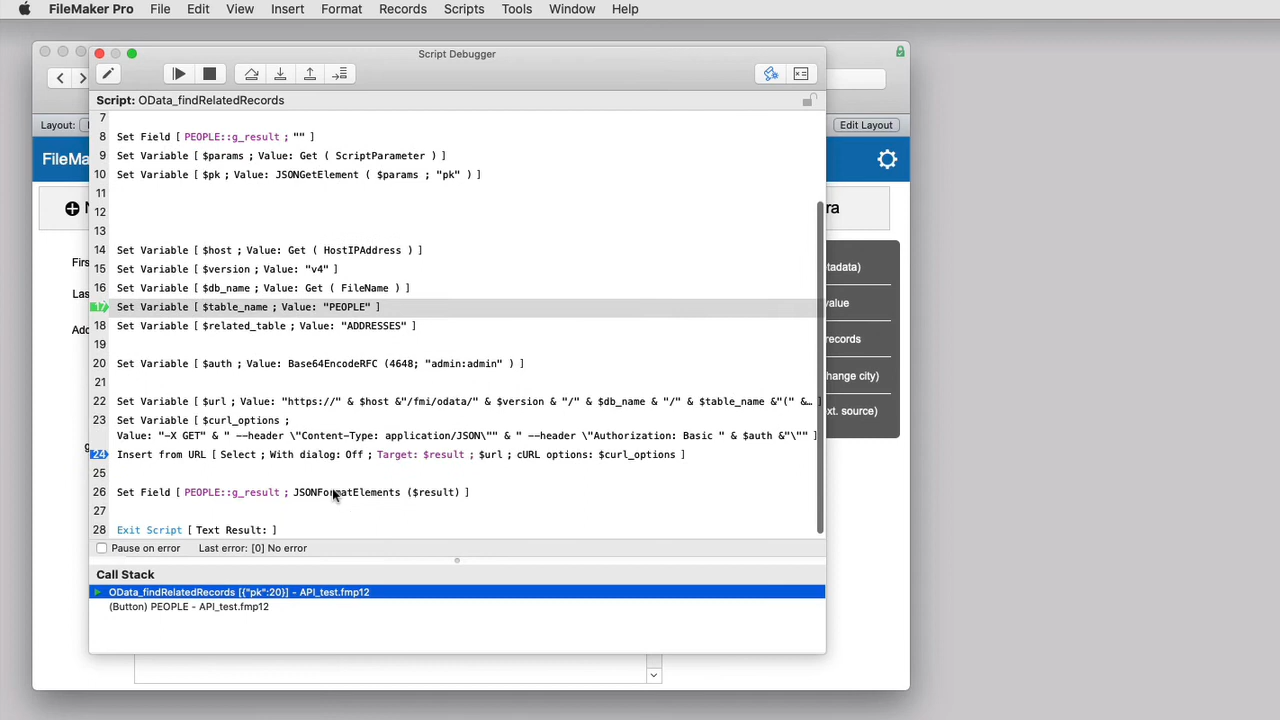 FileMaker Pro File Edit View Insert Format Records Scripts Tools Window Help
Script Debugger
Script: OData_findRelatedRecords
Layout:
Edit Layout
FileMa
7
8 Set Field [ PEOPLE::g_result ; "" ]
9 Set Variable [ $params ; Value: Get ( ScriptParameter ) ]
10 Set Variable [ $pk ; Value: JSONGetElement ( $params ; "pk" ) ]
11
12
13
14 Set Variable [ $host ; Value: Get ( HostIPAddress ) ]
15 Set Variable [ $version ; Value: "v4" ]
16 Set Variable [ $db_name ; Value: Get ( FileName ) ]
17 Set Variable [ $table_name ; Value: "PEOPLE" ]
18 Set Variable [ $related_table ; Value: "ADDRESSES" ]
19
20 Set Variable [ $auth ; Value: Base64EncodeRFC (4648; "admin:admin" ) ]
21
22 Set Variable [ $url ; Value: "https://" & $host &"/fmi/odata/" & $version & "/" & $db_name & "/" & $table_name &"(" &… ]
23 Set Variable [ $curl_options ;
Value: "-X GET" & " --header \"Content-Type: application/JSON\"" & " --header \"Authorization: Basic " & $auth &"\"" ]
24 Insert from URL [ Select ; With dialog: Off ; Target: $result ; $url ; cURL options: $curl_options ]
25
26 Set Field [ PEOPLE::g_result ; JSONFormatElements ($result) ]
27
28 Exit Script [ Text Result: ]
Pause on error Last error: [0] No error
Call Stack
OData_findRelatedRecords [{"pk":20}] - API_test.fmp12
(Button) PEOPLE - API_test.fmp12
N
Firs
Las
Add
g
ra
tadata)
value
records
hange city)
ext. source)